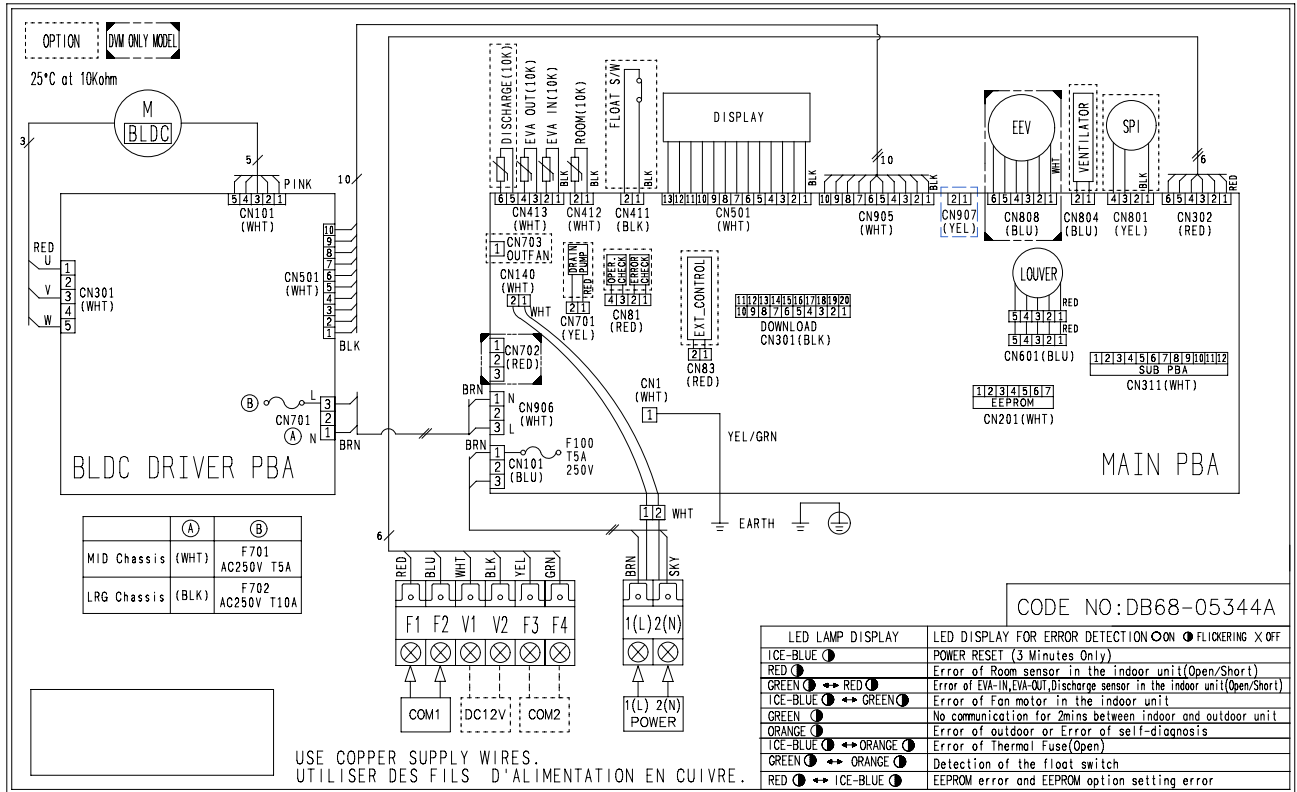 OPTION
DVM ONLY MODEL
25°C at 10Kohm
M
BLDC
3
5
PINK
5 4 3 2 1
CN101
(WHT)
10
10
9
8
7
6
5
4
3
2
1
CN501
(WHT)
BLK
RED
U
V
W
1
2
3
4
5
CN301
(WHT)
B
L
3
2
1
CN701
A
N
BRN
BLDC DRIVER PBA
DISCHARGE(10K)
EVA OUT(10K)
EVA IN(10K)
BLK
6 5 4 3 2 1
CN413
(WHT)
ROOM(10K)
BLK
2 1
CN412
(WHT)
FLOAT S/W
BLK
2 1
CN411
(BLK)
DISPLAY
BLK
13 12 11 10 9 8 7 6 5 4 3 2 1
CN501
(WHT)
10
BLK
10 9 8 7 6 5 4 3 2 1
CN905
(WHT)
2 1
CN907
(YEL)
EEV
WHT
6 5 4 3 2 1
CN808
(BLU)
VENTILATOR
2 1
CN804
(BLU)
SPI
BLK
4 3 2 1
CN801
(YEL)
6
RED
6 5 4 3 2 1
CN302
(RED)
1
CN703
OUTFAN
CN140
(WHT)
2 1
WHT
DRAIN
PUMP
RED
2 1
CN701
(YEL)
OPER.
CHECK
ERROR
CHECK
4 3 2 1
CN81
(RED)
EXT_CONTROL
2 1
CN83
(RED)
11 12 13 14 15 16 17 18 19 20
10 9 8 7 6 5 4 3 2 1
DOWNLOAD
CN301(BLK)
LOUVER
RED
5 4 3 2 1
RED
5 4 3 2 1
CN601(BLU)
1 2 3 4 5 6 7 8 9 10 11 12
SUB PBA
CN311(WHT)
1 2 3 4 5 6 7
EEPROM
CN201(WHT)
1
2
3
CN702
(RED)
BRN
1 N
2
3 L
CN906
(WHT)
BRN
1
2
3
CN101
(BLU)
F100
T5A
250V
CN1
(WHT)
1
YEL/GRN
MAIN PBA
1 2 WHT
EARTH
A B
MID Chassis (WHT) F701 AC250V T5A
LRG Chassis (BLK) F702 AC250V T10A
6
RED BLU WHT BLK YEL GRN
F1 F2 V1 V2 F3 F4
COM1 DC12V COM2
BRN SKY
1(L) 2(N)
1(L) 2(N)
POWER
USE COPPER SUPPLY WIRES.
UTILISER DES FILS D'ALIMENTATION EN CUIVRE.
CODE NO:DB68-05344A
LED LAMP DISPLAY LED DISPLAY FOR ERROR DETECTION ○ON ◑FLICKERING ×OFF
ICE-BLUE ◑ POWER RESET (3 Minutes Only)
RED ◑ Error of Room sensor in the indoor unit(Open/Short)
GREEN ◑ ↔ RED ◑ Error of EVA-IN,EVA-OUT,Discharge sensor in the indoor unit(Open/Short)
ICE-BLUE ◑ ↔ GREEN ◑ Error of Fan motor in the indoor unit
GREEN ◑ No communication for 2mins between indoor and outdoor unit
ORANGE ◑ Error of outdoor or Error of self-diagnosis
ICE-BLUE ◑ ↔ ORANGE ◑ Error of Thermal Fuse(Open)
GREEN ◑ ↔ ORANGE ◑ Detection of the float switch
RED ◑ ↔ ICE-BLUE ◑ EEPROM error and EEPROM option setting error